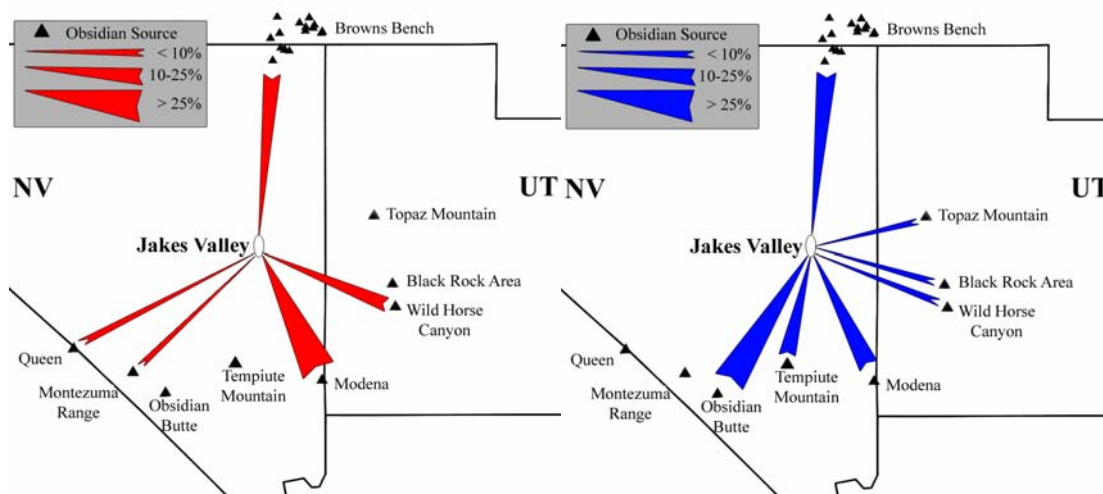 Obsidian Source
< 10%
10-25%
> 25%
Browns Bench
NV
UT
Topaz Mountain
Jakes Valley
Black Rock Area
Wild Horse
Canyon
Queen
Tempiute
Mountain
Modena
Montezuma
Range
Obsidian
Butte
Obsidian Source
< 10%
10-25%
> 25%
Browns Bench
NV
UT
Topaz Mountain
Jakes Valley
Black Rock Area
Wild Horse
Canyon
Queen
Tempiute
Mountain
Modena
Montezuma
Range
Obsidian
Butte